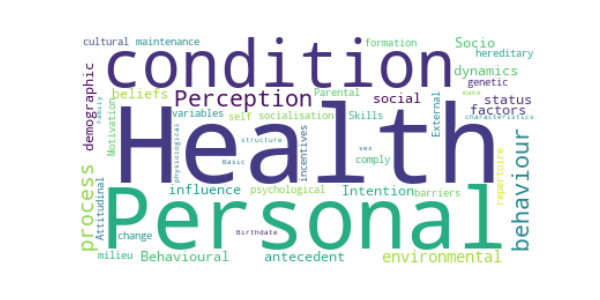 cultural maintenance
formation
Socio
hereditary
condition
dynamics
genetic
ease
demographic
beliefs
Perception
Parental
social
status
factors
characteristics
Family
Motivation
variables
self
socialisation
Skills
External
Health
physiological
structure
Basic
incentives
sex
comply
repertoire
behaviour
process
Attitudinal
influence
psychological
Intention
barriers
Personal
change
Birthdate
milieu
Behavioural
antecedent
environmental